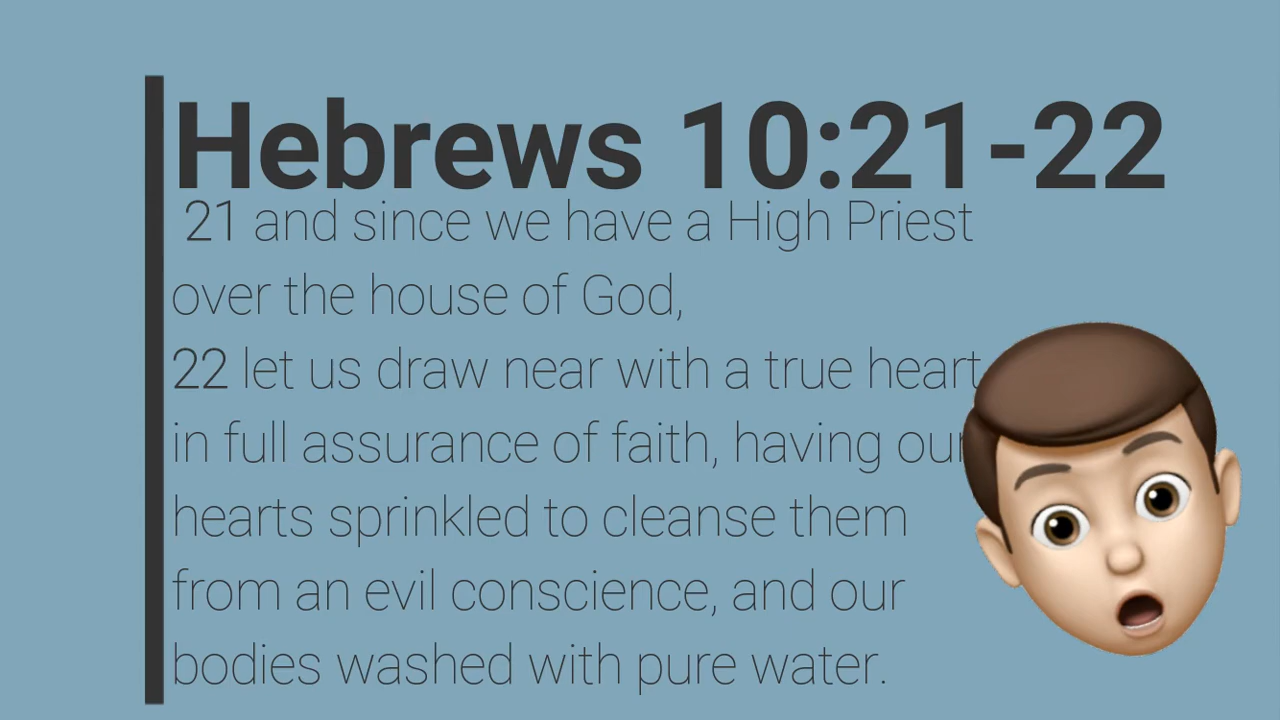 Hebrews 10:21-22
21 and since we have a High Priest
over the house of God,
22 let us draw near with a true heart
in full assurance of faith, having our
hearts sprinkled to cleanse them
from an evil conscience, and our
bodies washed with pure water.